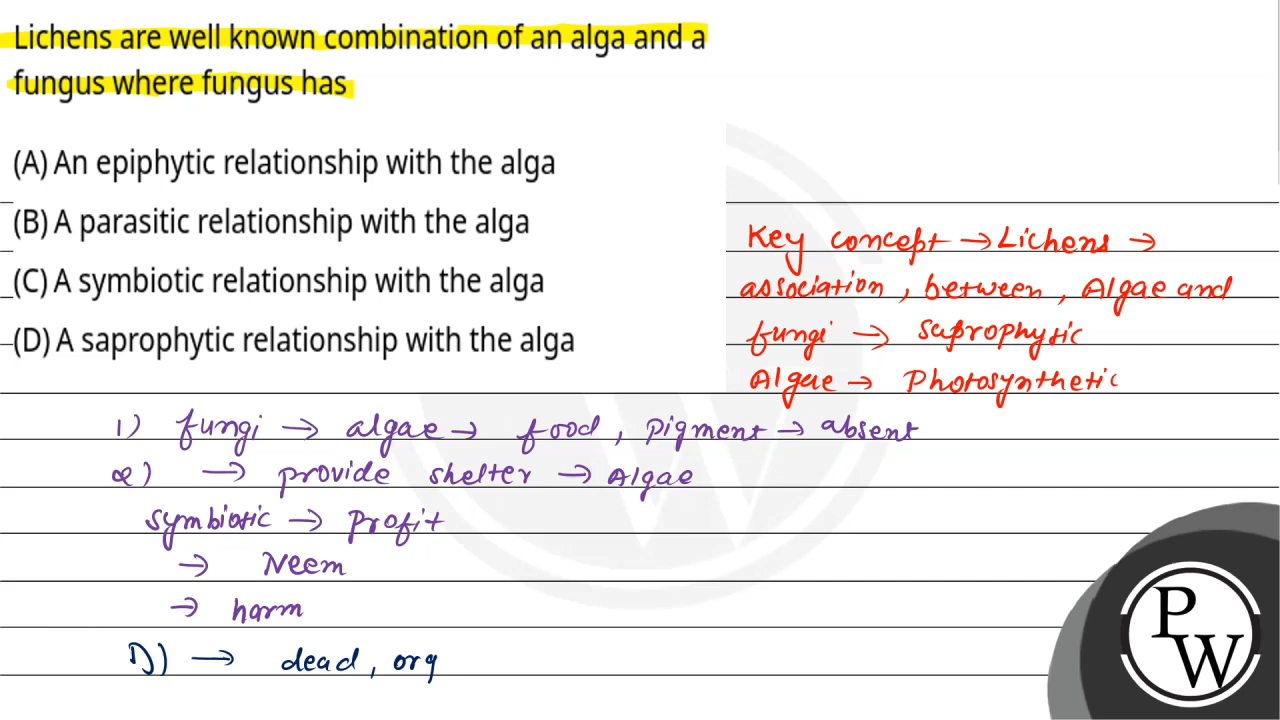 Lichens are well known combination of an alga and a
fungus where fungus has
(A) An epiphytic relationship with the alga
(B) A parasitic relationship with the alga
(C) A symbiotic relationship with the alga
(D) A saprophytic relationship with the alga
Key concept → Lichens →
association, between, Algae and
fungi → saprophytic
Algae → Photosynthetic
1) fungi → algae → food, pigment → absent
2) → provide shelter → Algae
symbiotic → profit
→ Neem
→ harm
D) → dead, org
P
W